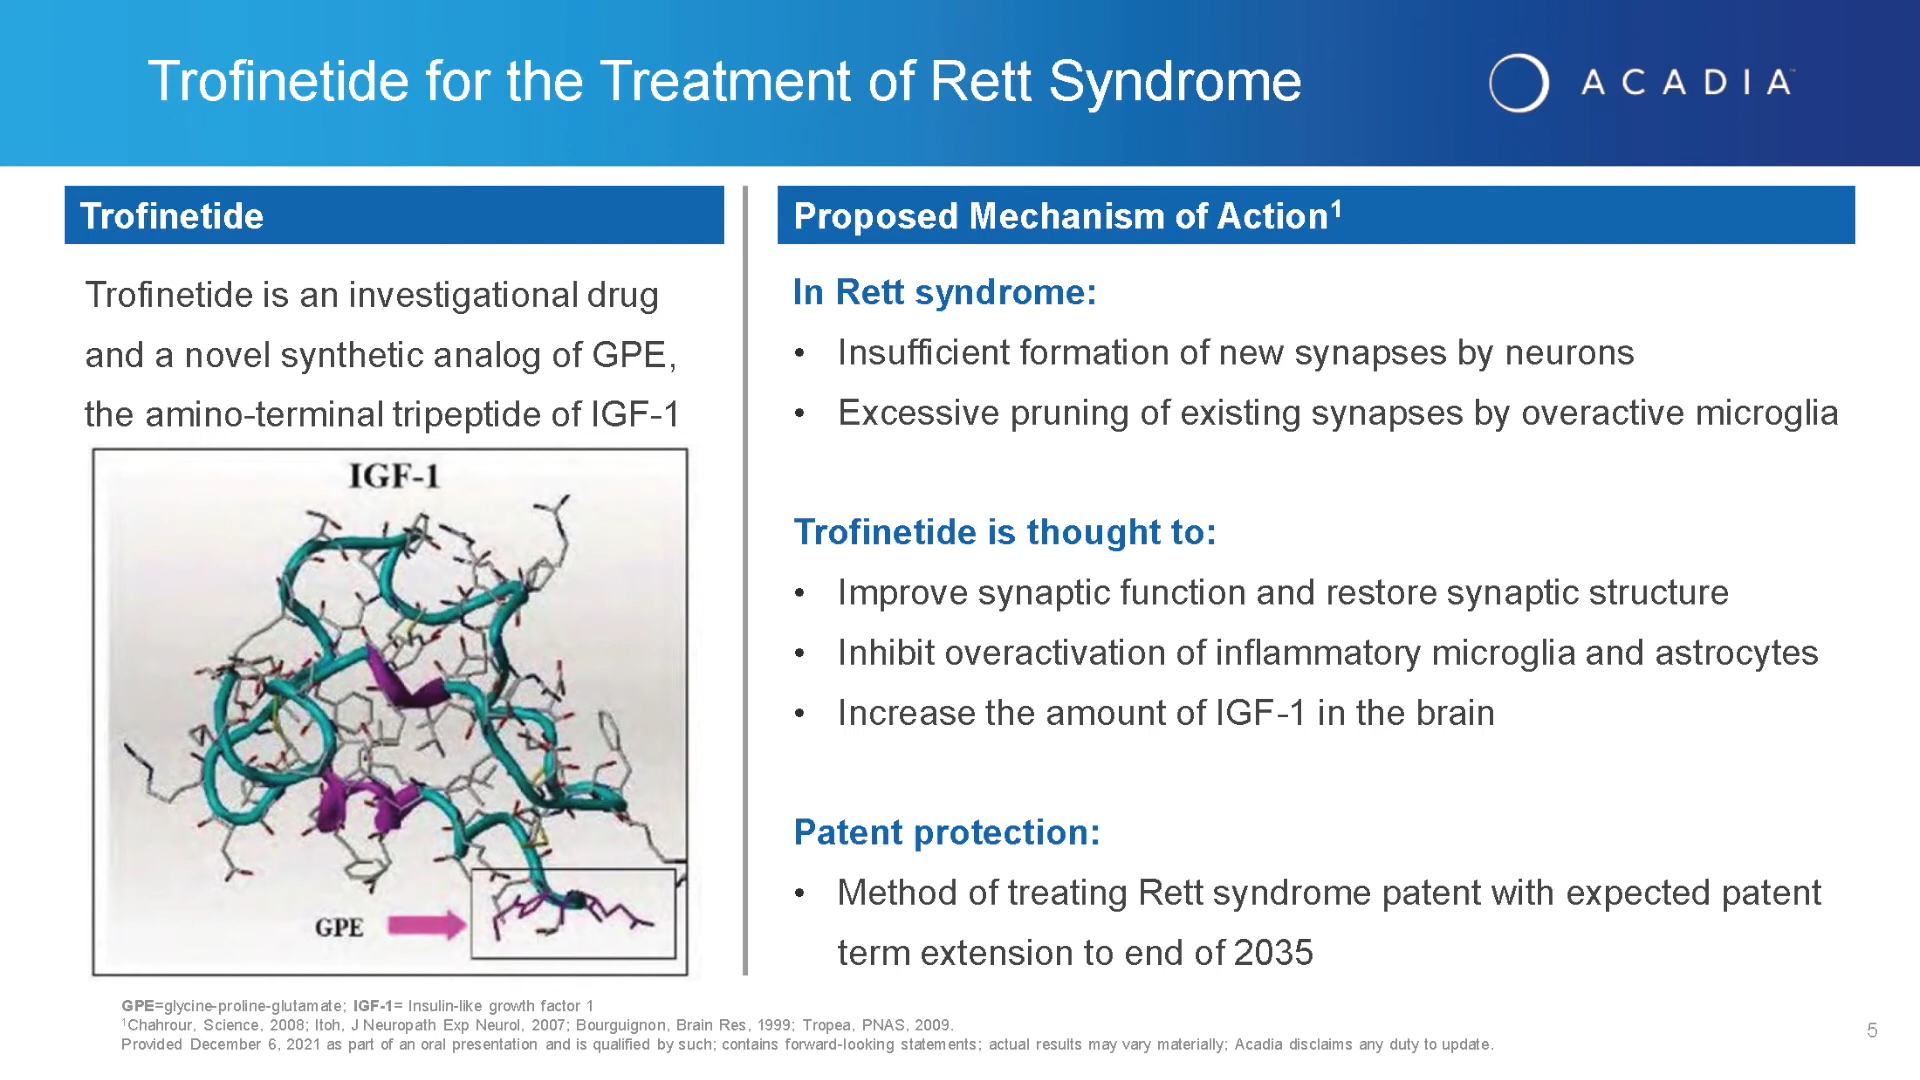 Trofinetide for the Treatment of Rett Syndrome
ACADIA™
Trofinetide
Trofinetide is an investigational drug
and a novel synthetic analog of GPE,
the amino-terminal tripeptide of IGF-1
IGF-1
GPE
Proposed Mechanism of Action¹
In Rett syndrome:
• Insufficient formation of new synapses by neurons
• Excessive pruning of existing synapses by overactive microglia
Trofinetide is thought to:
• Improve synaptic function and restore synaptic structure
• Inhibit overactivation of inflammatory microglia and astrocytes
• Increase the amount of IGF-1 in the brain
Patent protection:
• Method of treating Rett syndrome patent with expected patent
term extension to end of 2035
GPE=glycine-proline-glutamate; IGF-1= Insulin-like growth factor 1
¹Chahrour, Science, 2008; Itoh, J Neuropath Exp Neurol, 2007; Bourguignon, Brain Res, 1999; Tropea, PNAS, 2009.
Provided December 6, 2021 as part of an oral presentation and is qualified by such; contains forward-looking statements; actual results may vary materially; Acadia disclaims any duty to update.
5